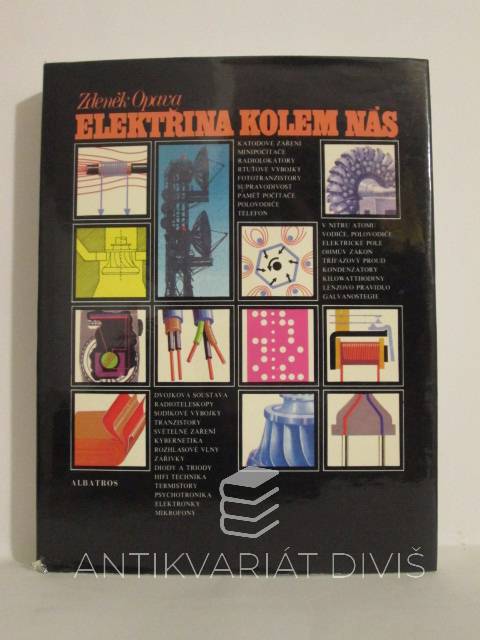 Zdeněk Opava
ELEKTŘINA KOLEM NÁS
KATODOVÉ ZÁŘENÍ
MINIPOČÍTAČE
RADIOLOKÁTORY
RTUŤOVÉ VÝBOJKY
FOTOTRANZISTORY
SUPRAVODIVOST
PAMĚŤ POČÍTAČE
POLOVODIČE
TELEFON
V NITRU ATOMU
VODIČE, POLOVODIČE
ELEKTRICKÉ POLE
OHMŮV ZÁKON
TŘÍFÁZOVÝ PROUD
KONDENZÁTORY
KILOWATTHODINY
LENZOVO PRAVIDLO
GALVANOSTEGIE
DVOJKOVÁ SOUSTAVA
RADIOTELESKOPY
SODÍKOVÉ VÝBOJKY
TRANZISTORY
SVĚTELNÉ ZÁŘENÍ
KYBERNETIKA
ROZHLASOVÉ VLNY
ZÁŘIVKY
DIODY A TRIODY
HIFI TECHNIKA
TERMISTORY
PSYCHOTRONIKA
ELEKTRONKY
MIKROFONY
ALBATROS
ANTIKVARIÁT DIVIŠ